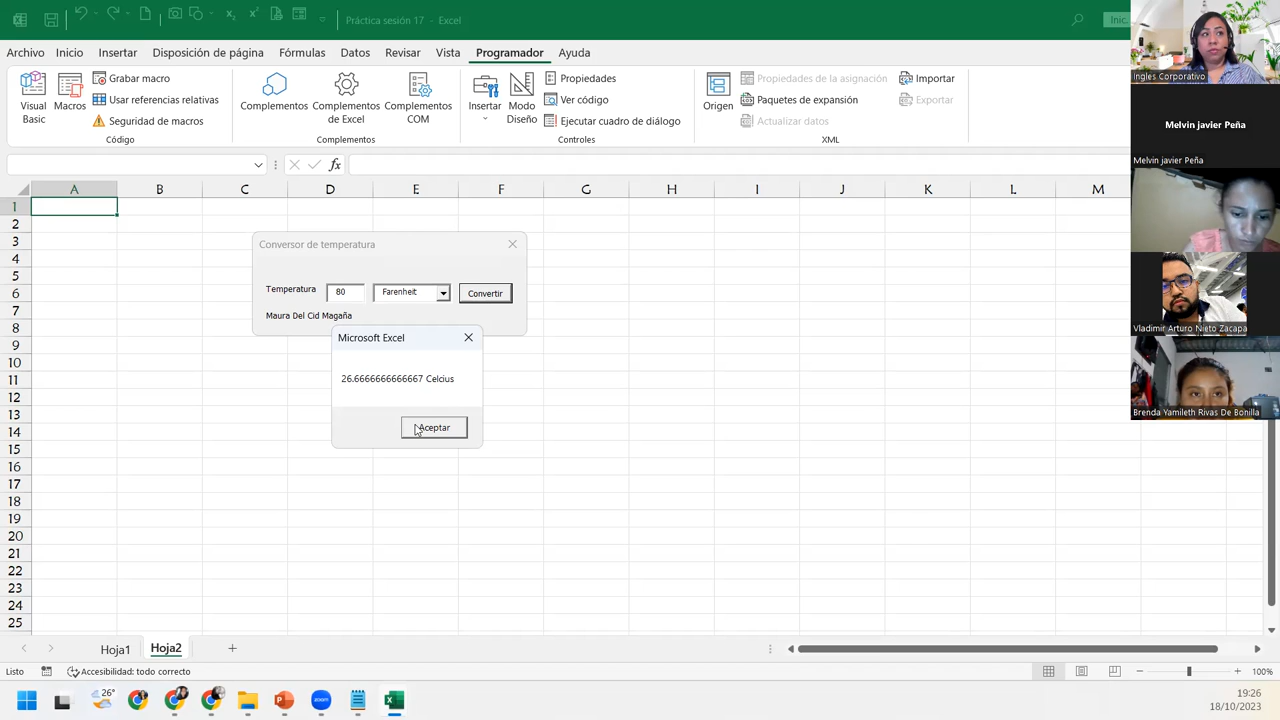 Práctica sesión 17 - Excel
Inic.
Archivo Inicio Insertar Disposición de página Fórmulas Datos Revisar Vista Programador Ayuda
Visual Basic
Macros
Grabar macro
Usar referencias relativas
Seguridad de macros
Código
Complementos
Complementos de Excel
Complementos COM
Complementos
Insertar
Modo Diseño
Propiedades
Ver código
Ejecutar cuadro de diálogo
Controles
Origen
Propiedades de la asignación
Paquetes de expansión
Actualizar datos
Importar
Exportar
XML
fx
A B C D E F G H I J K L M
1
2
3
4
5
6
7
8
9
10
11
12
13
14
15
16
17
18
19
20
21
22
23
24
25
Conversor de temperatura
Temperatura 80 Farenheit Convertir
Maura Del Cid Magaña
Microsoft Excel
26.6666666666667 Celcius
Aceptar
Ingles Corporativo
Melvin javier Peña
Melvin javier Peña
Vladimir Arturo Nieto Zacapa
Brenda Yamileth Rivas De Bonilla
Hoja1 Hoja2
Listo Accesibilidad: todo correcto 100%
26°
zoom
19:26
18/10/2023